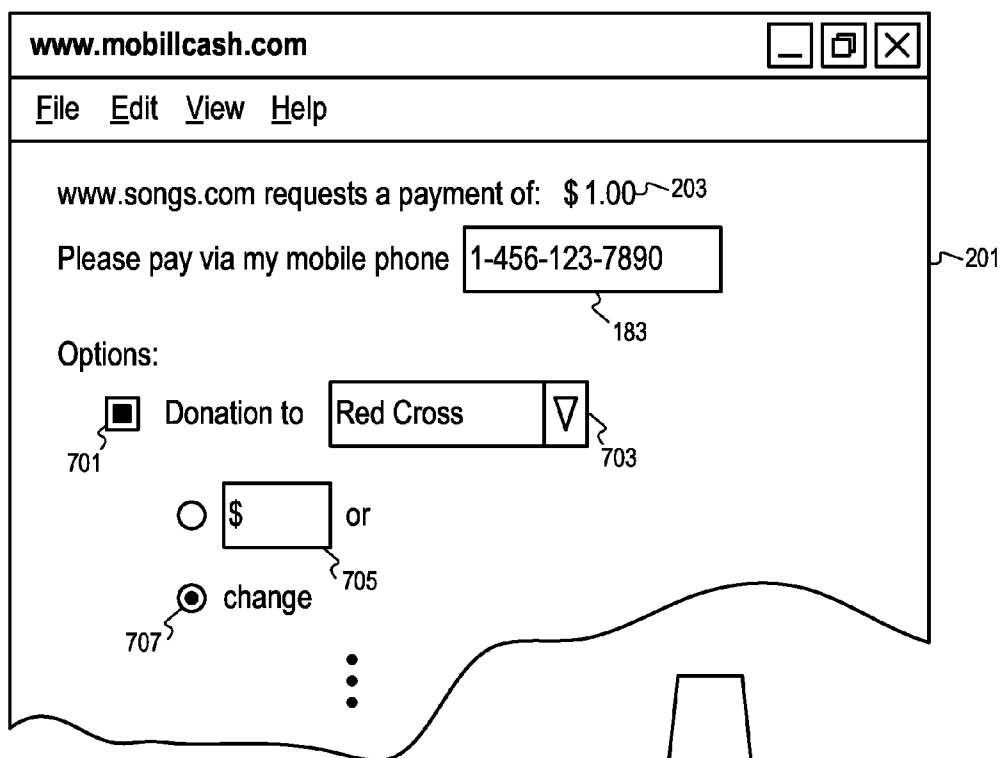 www.mobillcash.com
File Edit View Help
www.songs.com requests a payment of: $ 1.00 203
Please pay via my mobile phone 1-456-123-7890
201
183
Options:
Donation to Red Cross
701
703
$ or
705
change
707